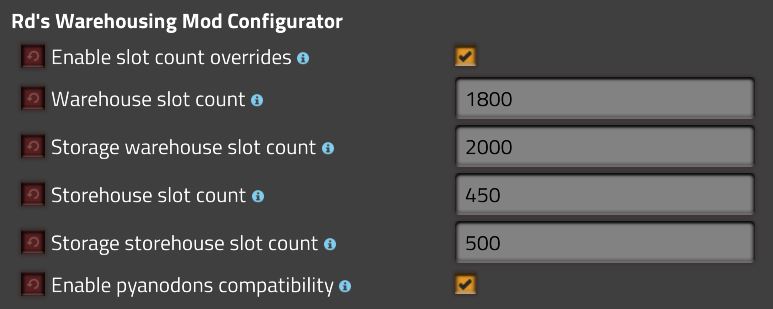 Rd's Warehousing Mod Configurator
Enable slot count overrides
Warehouse slot count 1800
Storage warehouse slot count 2000
Storehouse slot count 450
Storage storehouse slot count 500
Enable pyanodons compatibility